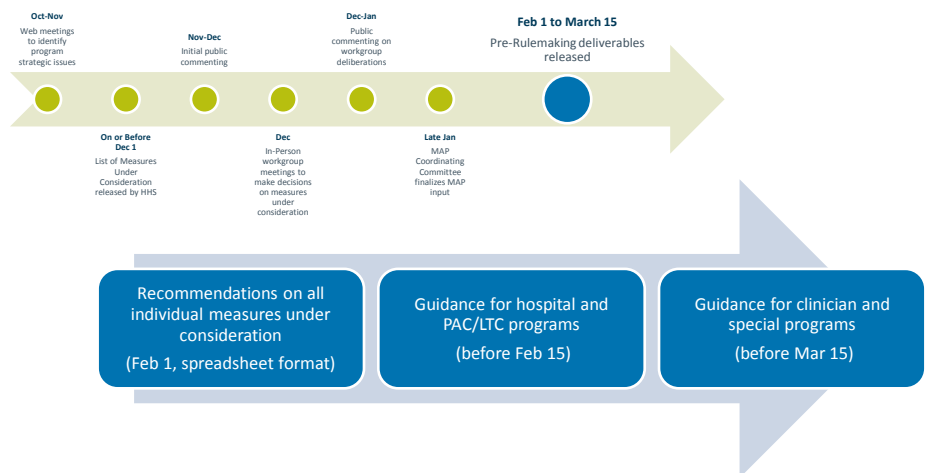 Oct-Nov
Web meetings
to identify
program
strategic issues
On or Before
Dec 1
List of Measures
Under
Consideration
released by HHS
Nov-Dec
Initial public
commenting
Dec
In-Person
workgroup
meetings to
make decisions
on measures
under
consideration
Dec-Jan
Public
commenting on
workgroup
deliberations
Late Jan
MAP
Coordinating
Committee
finalizes MAP
input
Feb 1 to March 15
Pre-Rulemaking deliverables
released
Recommendations on all
individual measures under
consideration
(Feb 1, spreadsheet format)
Guidance for hospital and
PAC/LTC programs
(before Feb 15)
Guidance for clinician and
special programs
(before Mar 15)